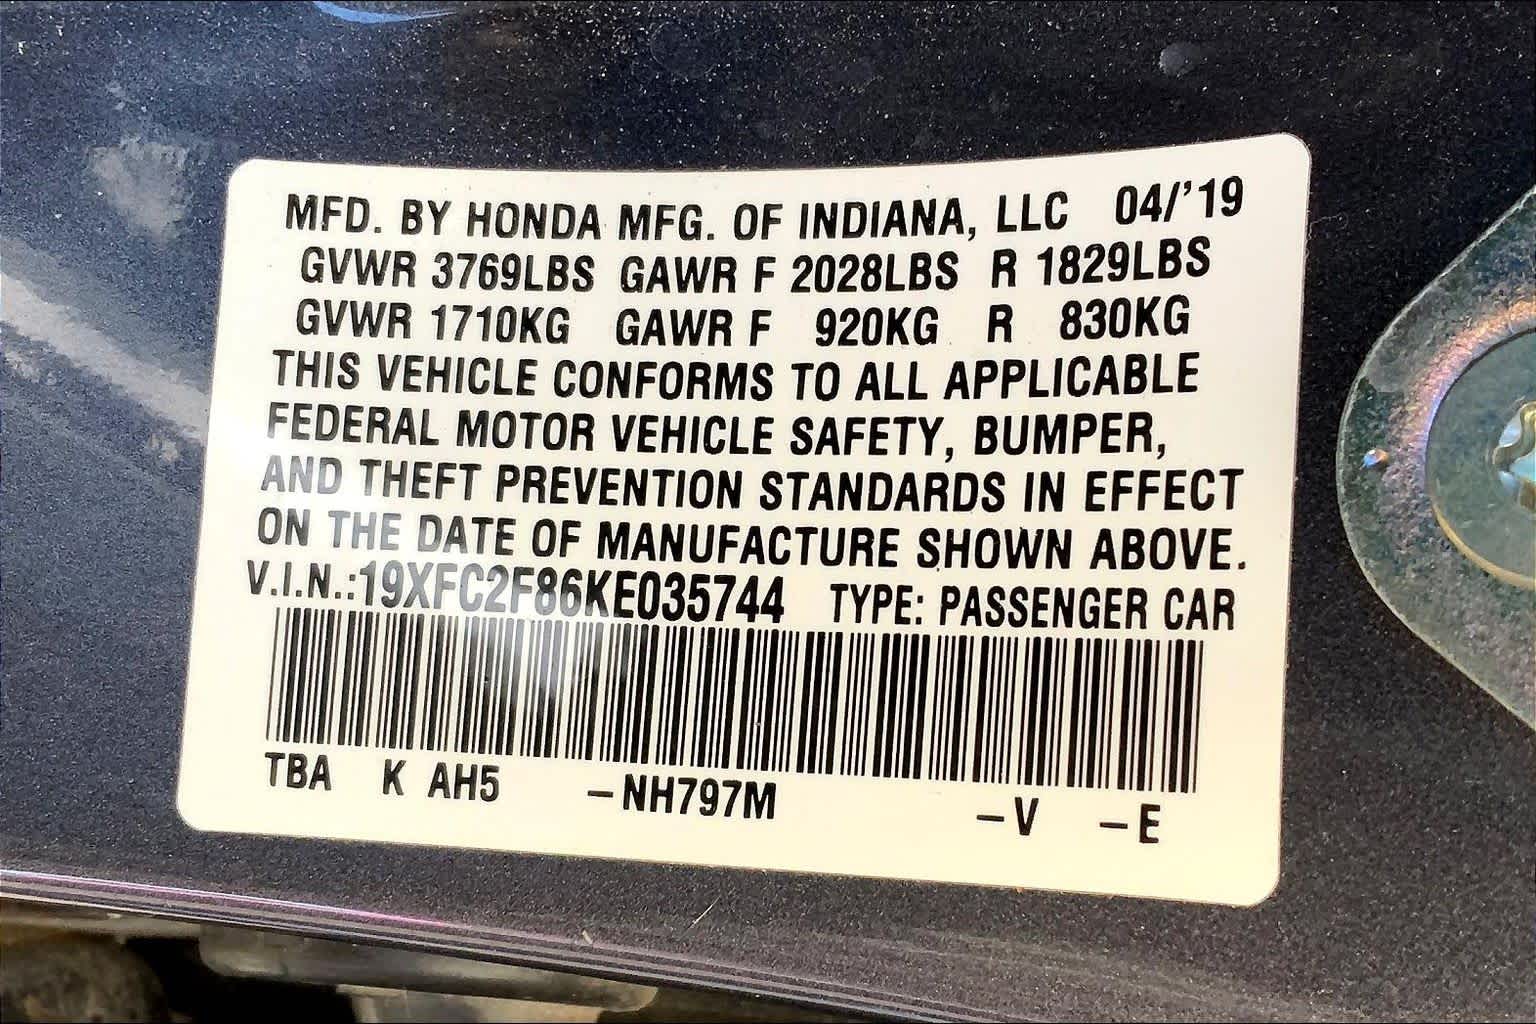 MFD. BY HONDA MFG. OF INDIANA, LLC 04/'19
GVWR 3769LBS GAWR F 2028LBS R 1829LBS
GVWR 1710KG GAWR F 920KG R 830KG
THIS VEHICLE CONFORMS TO ALL APPLICABLE
FEDERAL MOTOR VEHICLE SAFETY, BUMPER,
AND THEFT PREVENTION STANDARDS IN EFFECT
ON THE DATE OF MANUFACTURE SHOWN ABOVE.
V.I.N.:19XFC2F86KE035744 TYPE: PASSENGER CAR
TBA K AH5 –NH797M –V –E